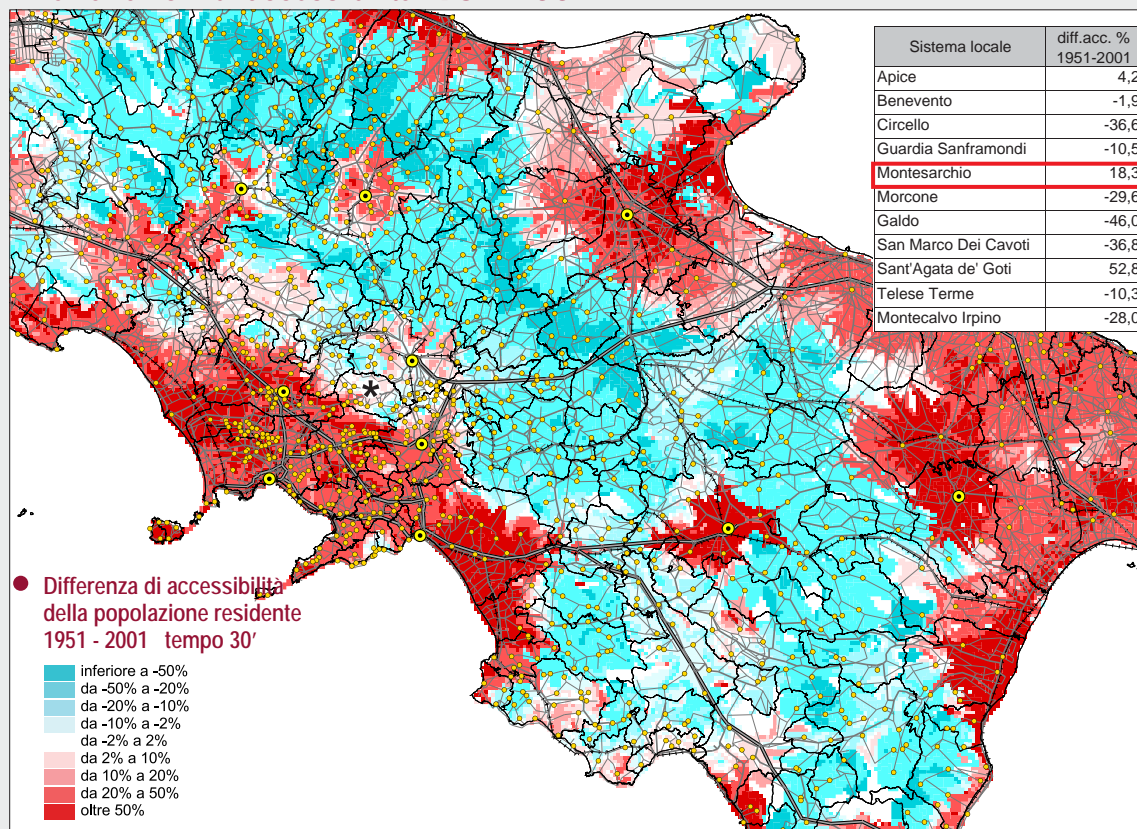 Sistema locale diff.acc. %
1951-2001
Apice 4,2
Benevento -1,9
Circello -36,6
Guardia Sanframondi -10,5
Montesarchio 18,3
Morcone -29,6
Galdo -46,0
San Marco Dei Cavoti -36,8
Sant'Agata de' Goti 52,8
Telese Terme -10,3
Montecalvo Irpino -28,0
*
Differenza di accessibilità
della popolazione residente
1951 - 2001 tempo 30'
inferiore a -50%
da -50% a -20%
da -20% a -10%
da -10% a -2%
da -2% a 2%
da 2% a 10%
da 10% a 20%
da 20% a 50%
oltre 50%